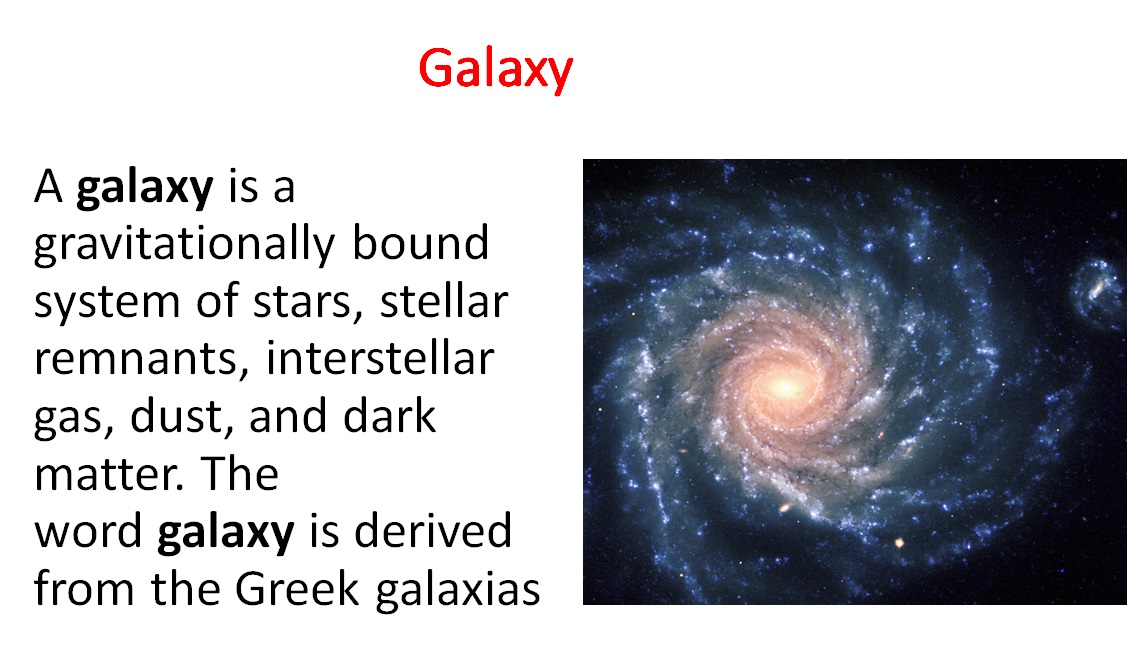 Galaxy
A galaxy is a
gravitationally bound
system of stars, stellar
remnants, interstellar
gas, dust, and dark
matter. The
word galaxy is derived
from the Greek galaxias